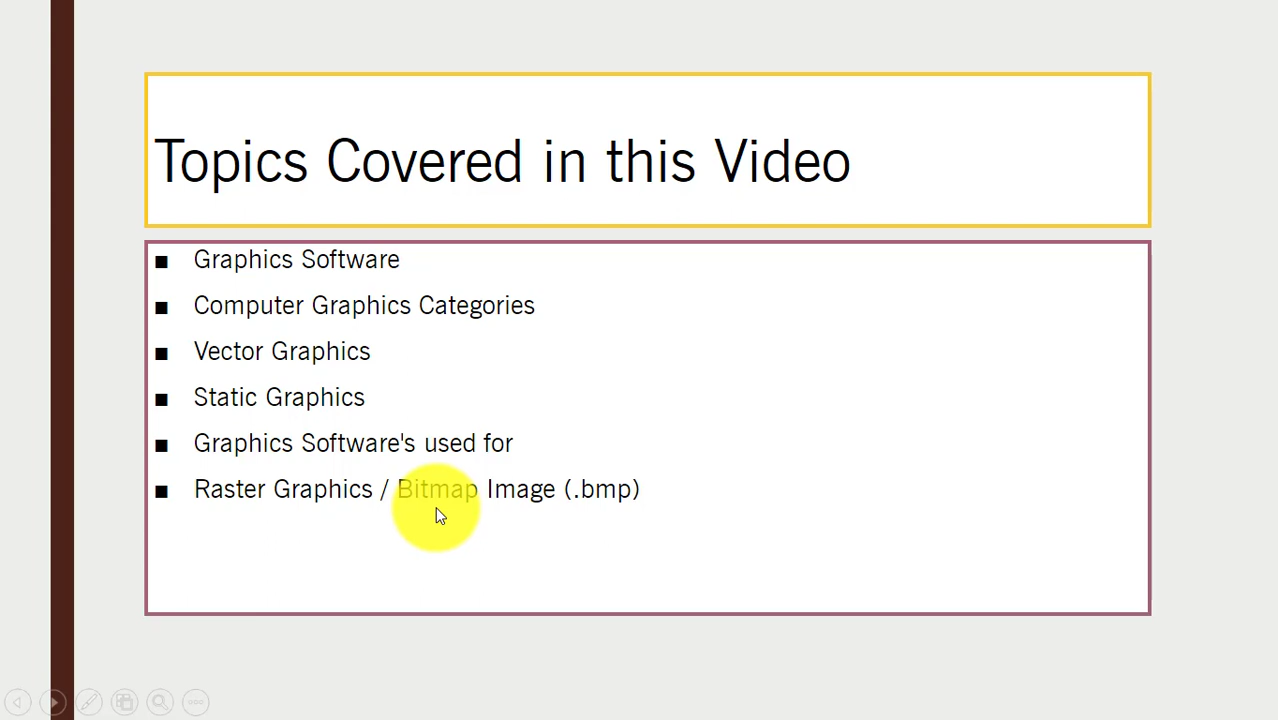 Topics Covered in this Video
■ Graphics Software
■ Computer Graphics Categories
■ Vector Graphics
■ Static Graphics
■ Graphics Software's used for
■ Raster Graphics / Bitmap Image (.bmp)